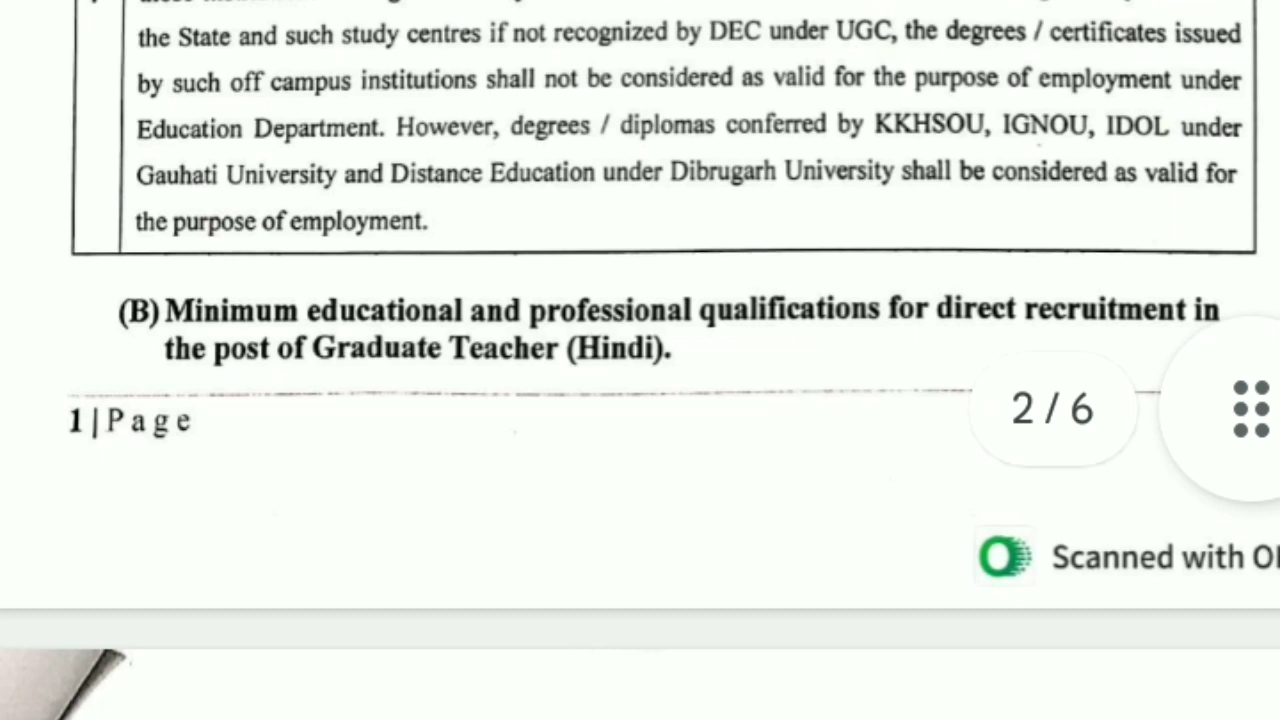 the State and such study centres if not recognized by DEC under UGC, the degrees / certificates issued
by such off campus institutions shall not be considered as valid for the purpose of employment under
Education Department. However, degrees / diplomas conferred by KKHSOU, IGNOU, IDOL under
Gauhati University and Distance Education under Dibrugarh University shall be considered as valid for
the purpose of employment.
(B) Minimum educational and professional qualifications for direct recruitment in
the post of Graduate Teacher (Hindi).
1 | P a g e
2 / 6
Scanned with